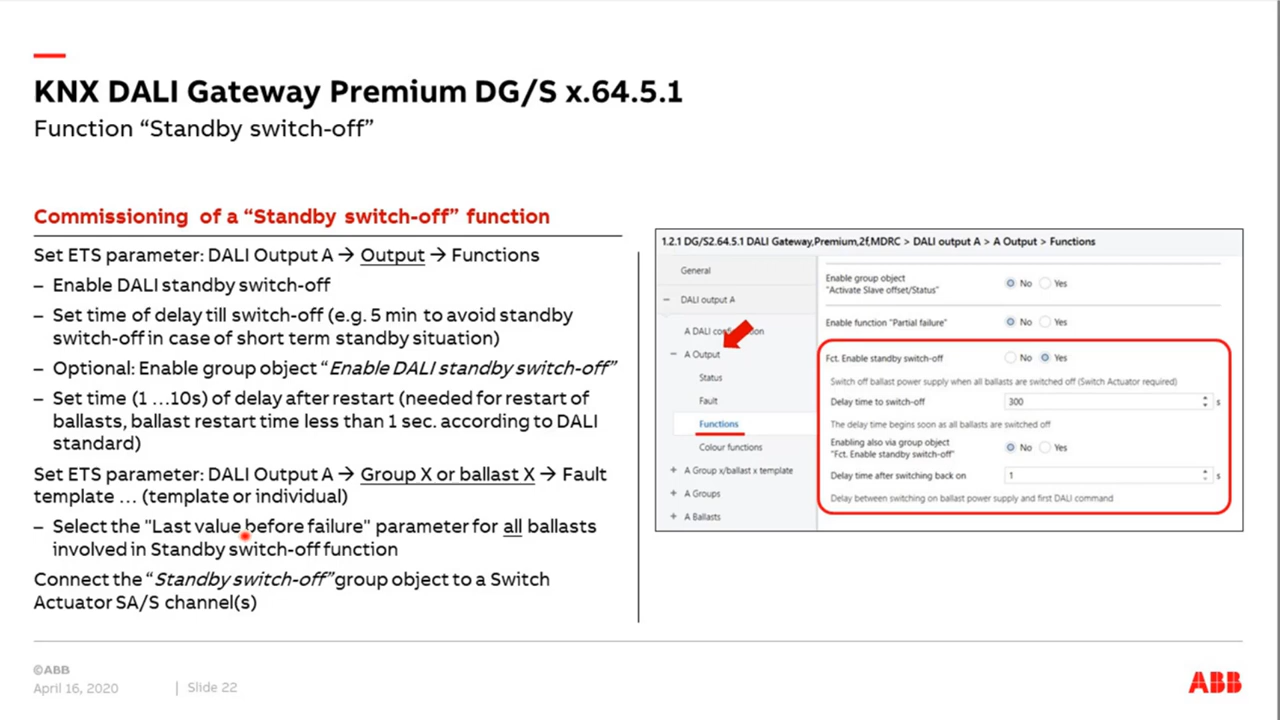 KNX DALI Gateway Premium DG/S x.64.5.1
Function “Standby switch-off”
Commissioning of a “Standby switch-off” function
Set ETS parameter: DALI Output A → Output → Functions
– Enable DALI standby switch-off
– Set time of delay till switch-off (e.g. 5 min to avoid standby
switch-off in case of short term standby situation)
– Optional: Enable group object “Enable DALI standby switch-off”
– Set time (1 …10s) of delay after restart (needed for restart of
ballasts, ballast restart time less than 1 sec. according to DALI
standard)
Set ETS parameter: DALI Output A → Group X or ballast X → Fault
template … (template or individual)
– Select the "Last value before failure" parameter for all ballasts
involved in Standby switch-off function
Connect the “Standby switch-off” group object to a Switch
Actuator SA/S channel(s)
1.2.1 DG/S2.64.5.1 DALI Gateway,Premium,2f,MDRC > DALI output A > A Output > Functions
General
– DALI output A
A DALI
– A Output
Status
Fault
Functions
Colour functions
+ A Group x/ballast x template
+ A Groups
+ A Ballasts
Enable group object
"Activate Slave offset/Status"
No Yes
Enable function "Partial failure"
No Yes
Fct. Enable standby switch-off
No Yes
Switch off ballast power supply when all ballasts are switched off (Switch Actuator required)
Delay time to switch-off
300
s
The delay time begins soon as all ballasts are switched off
Enabling also via group object
"Fct. Enable standby switch-off"
No Yes
Delay time after switching back on
1
s
Delay between switching on ballast power supply and first DALI command
©ABB
April 16, 2020 | Slide 22
ABB